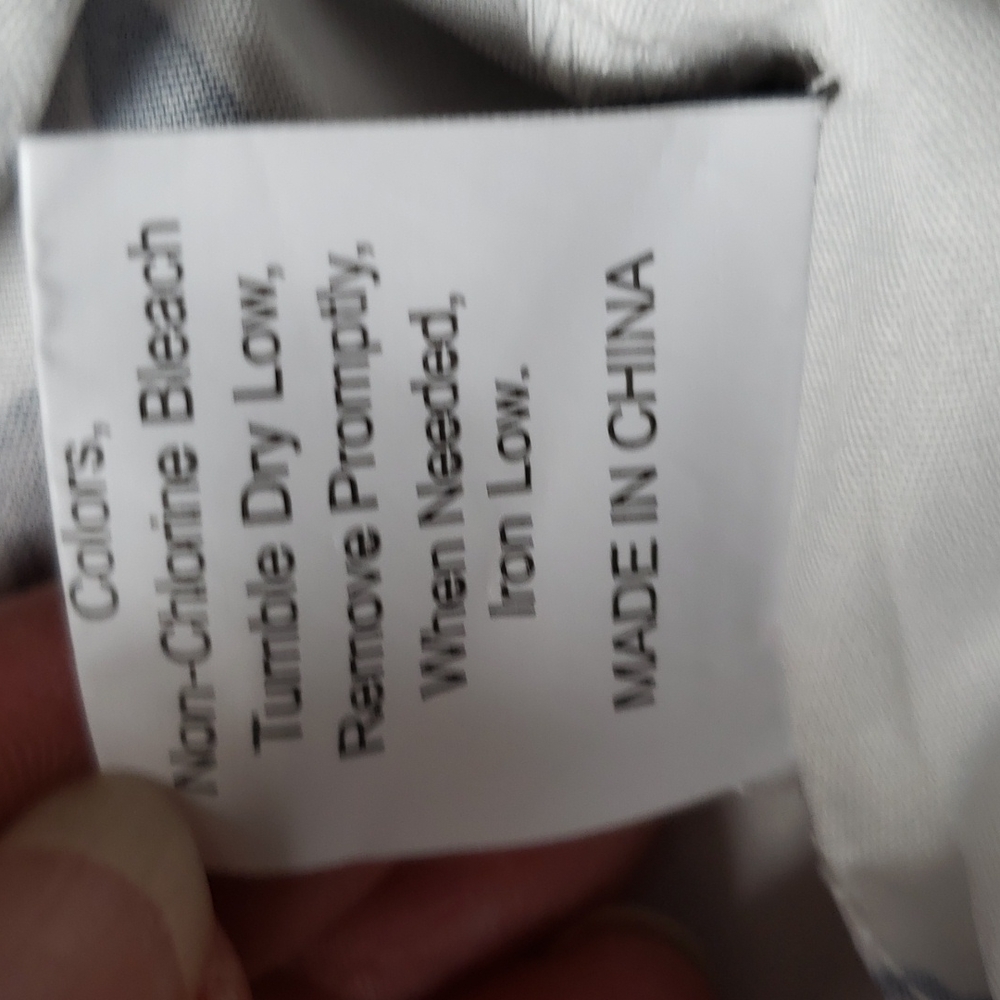 Colors,
Non-Chlorine Bleach
Tumble Dry Low,
Remove Promptly,
When Needed,
Iron Low.
MADE IN CHINA